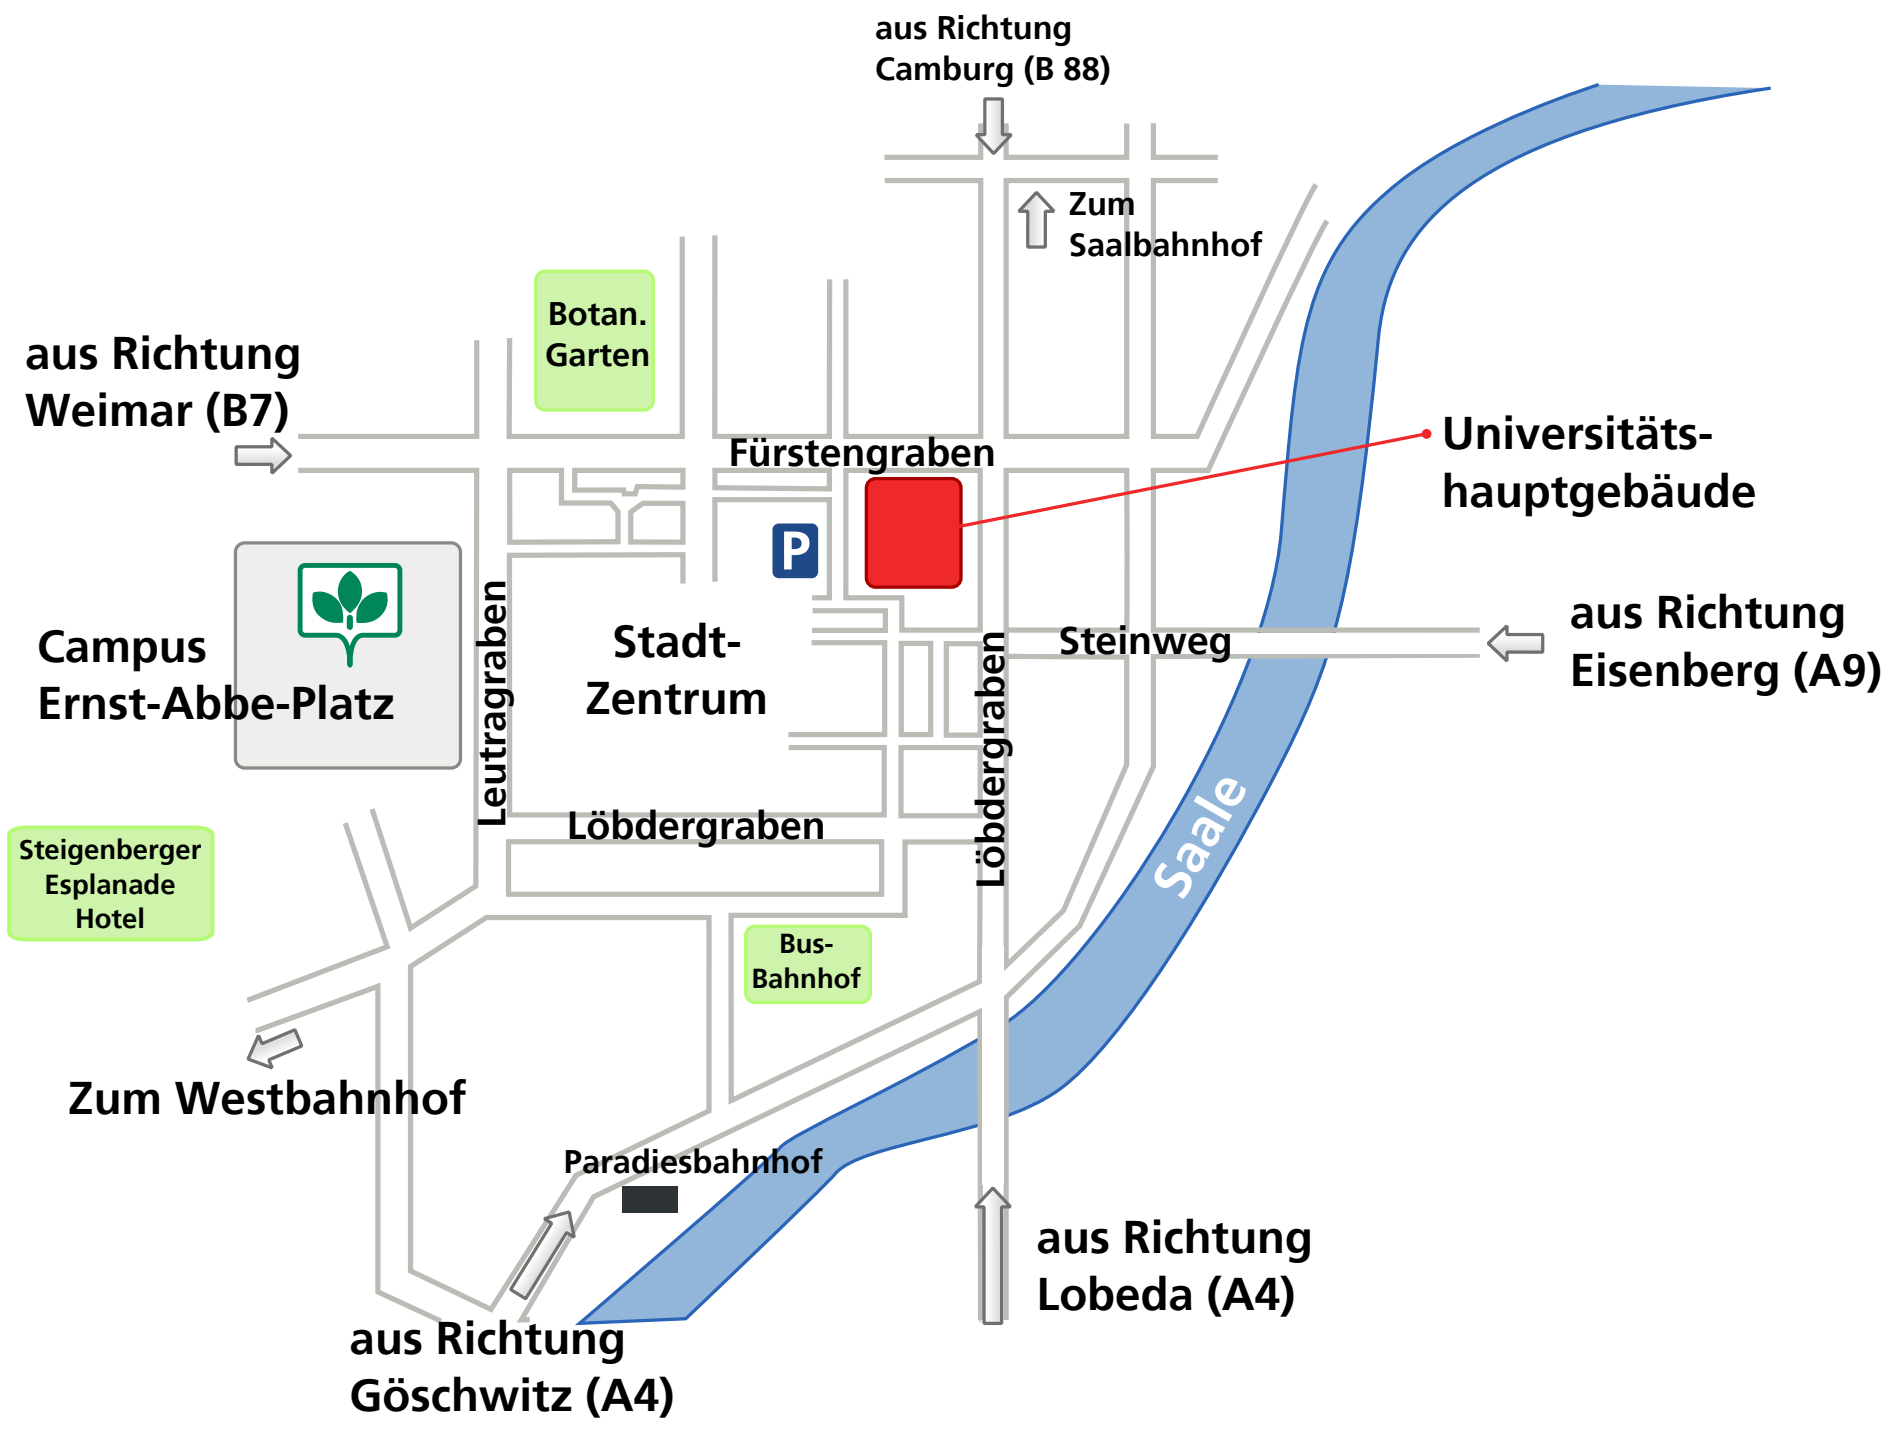 aus Richtung
Camburg (B 88)
Zum
Saalbahnhof
Botan.
Garten
aus Richtung
Weimar (B7)
Fürstengraben
Universitäts-
hauptgebäude
P
Campus
Ernst-Abbe-Platz
Leutragraben
Stadt-
Zentrum
Steinweg
aus Richtung
Eisenberg (A9)
Löbdergraben
Löbdergraben
Saale
Steigenberger
Esplanade
Hotel
Bus-
Bahnhof
Zum Westbahnhof
Paradiesbahnhof
aus Richtung
Lobeda (A4)
aus Richtung
Göschwitz (A4)